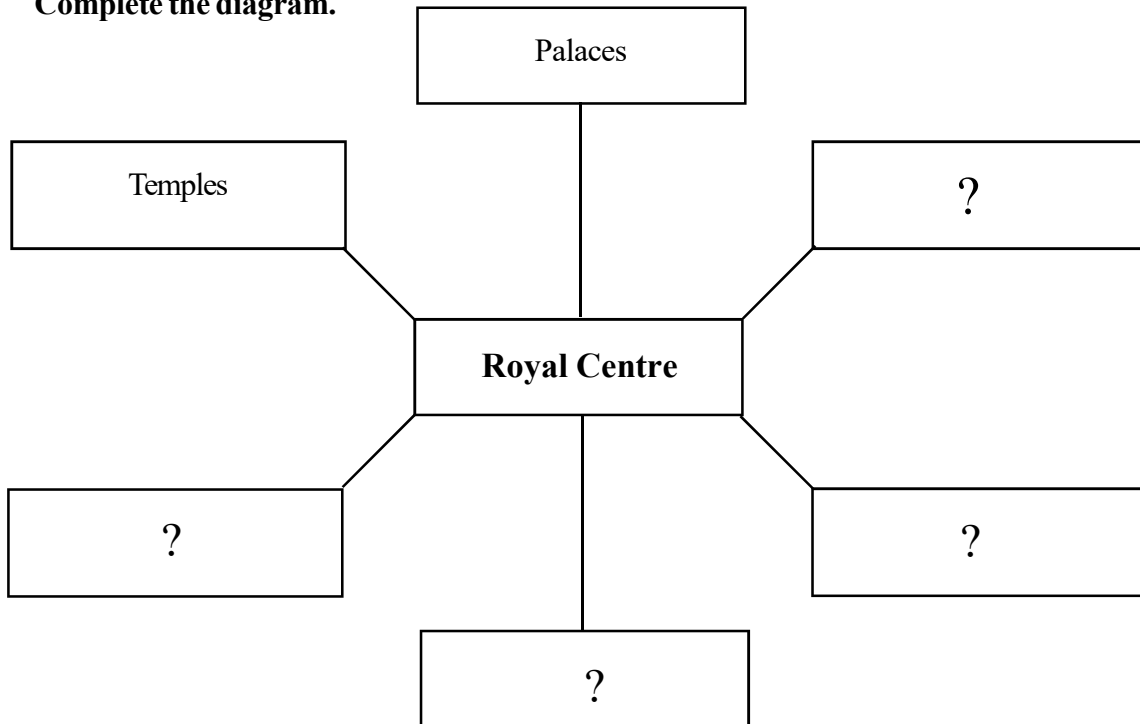 Complete the diagram.
Palaces
Temples
?
Royal Centre
?
?
?